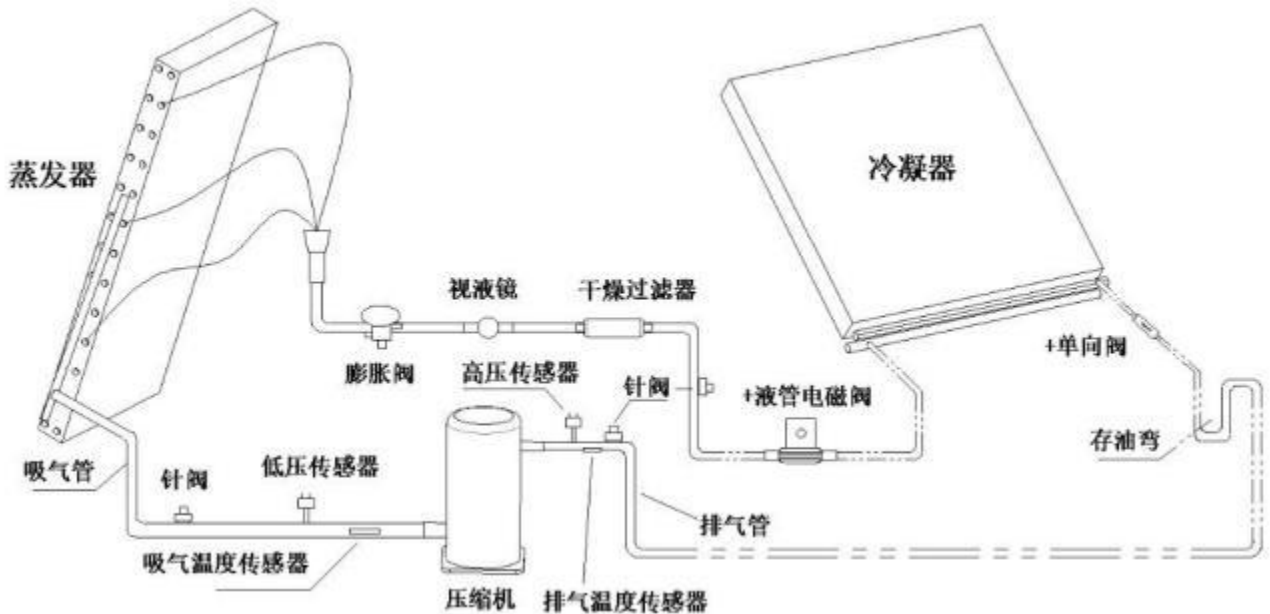 蒸发器
冷凝器
视液镜
干燥过滤器
膨胀阀
高压传感器
针阀
+液管电磁阀
+单向阀
存油弯
吸气管
针阀
低压传感器
排气管
吸气温度传感器
压缩机
排气温度传感器